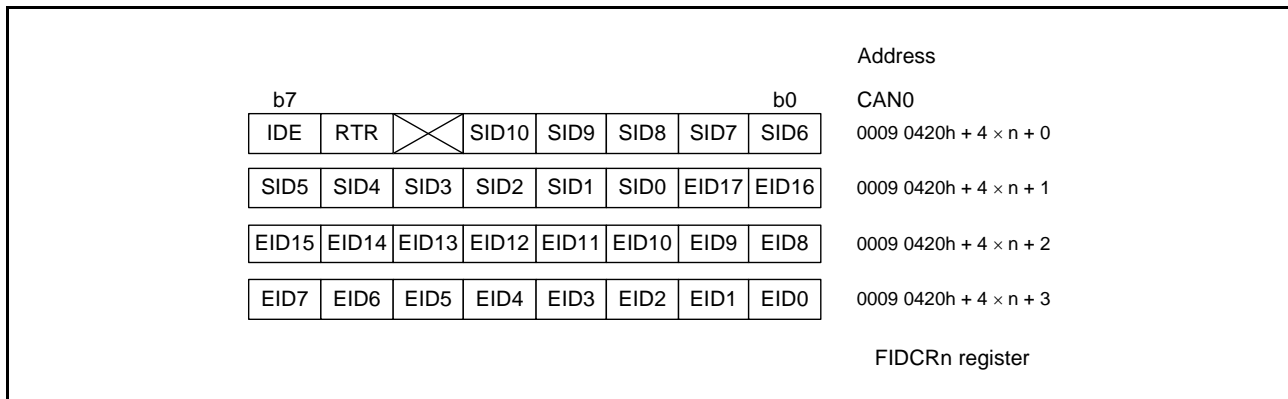 Address
b7 b0 CAN0
IDE RTR SID10 SID9 SID8 SID7 SID6 0009 0420h + 4 × n + 0
SID5 SID4 SID3 SID2 SID1 SID0 EID17 EID16 0009 0420h + 4 × n + 1
EID15 EID14 EID13 EID12 EID11 EID10 EID9 EID8 0009 0420h + 4 × n + 2
EID7 EID6 EID5 EID4 EID3 EID2 EID1 EID0 0009 0420h + 4 × n + 3
FIDCRn register